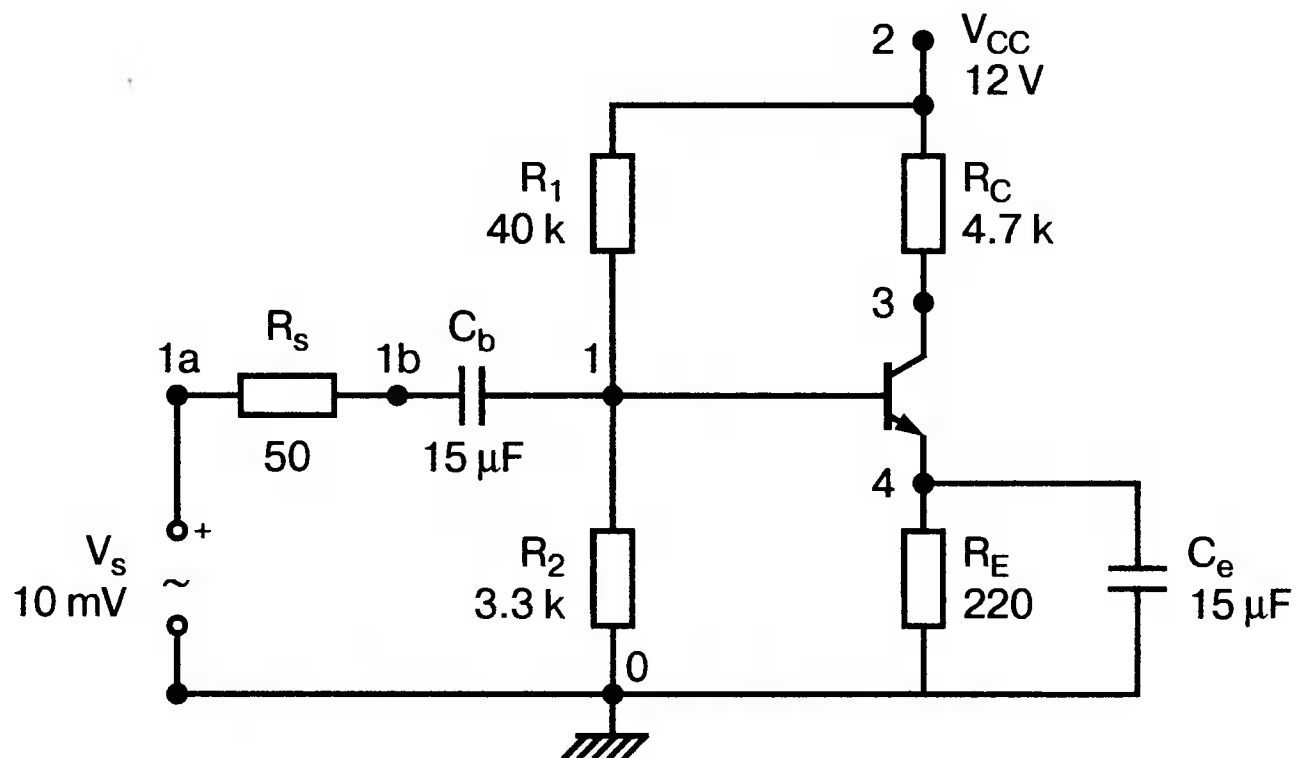 2
V_CC
12 V
R_1
40 k
R_C
4.7 k
3
R_s
C_b
1a
1b
1
50
15 μF
4
V_s
+
~
10 mV
R_2
3.3 k
R_E
220
C_e
15 μF
0